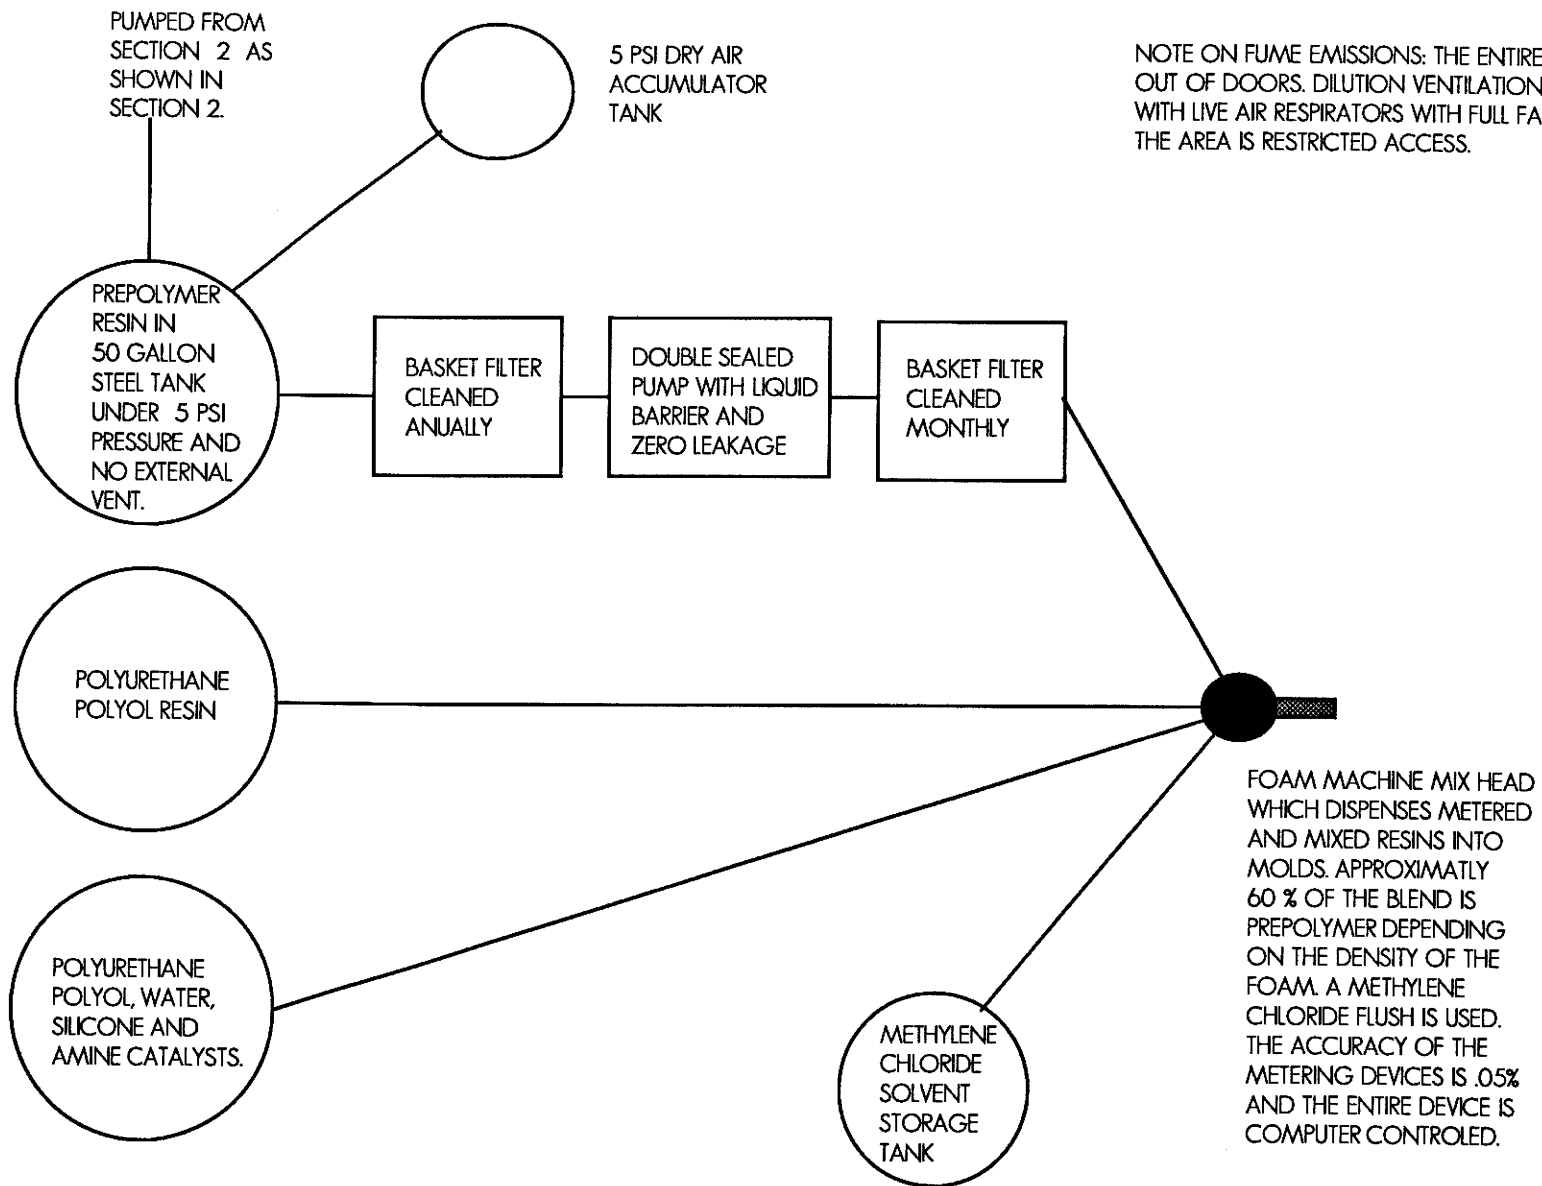 PUMPED FROM
SECTION 2 AS
SHOWN IN
SECTION 2.
5 PSI DRY AIR
ACCUMULATOR
TANK
NOTE ON FUME EMISSIONS: THE ENTIRE
OUT OF DOORS. DILUTION VENTILATION
WITH LIVE AIR RESPIRATORS WITH FULL FA
THE AREA IS RESTRICTED ACCESS.
PREPOLYMER
RESIN IN
50 GALLON
STEEL TANK
UNDER 5 PSI
PRESSURE AND
NO EXTERNAL
VENT.
BASKET FILTER
CLEANED
ANUALLY
DOUBLE SEALED
PUMP WITH LIQUID
BARRIER AND
ZERO LEAKAGE
BASKET FILTER
CLEANED
MONTHLY
POLYURETHANE
POLYOL RESIN
POLYURETHANE
POLYOL, WATER,
SILICONE AND
AMINE CATALYSTS.
METHYLENE
CHLORIDE
SOLVENT
STORAGE
TANK
FOAM MACHINE MIX HEAD
WHICH DISPENSES METERED
AND MIXED RESINS INTO
MOLDS. APPROXIMATLY
60 % OF THE BLEND IS
PREPOLYMER DEPENDING
ON THE DENSITY OF THE
FOAM. A METHYLENE
CHLORIDE FLUSH IS USED.
THE ACCURACY OF THE
METERING DEVICES IS .05%
AND THE ENTIRE DEVICE IS
COMPUTER CONTROLED.